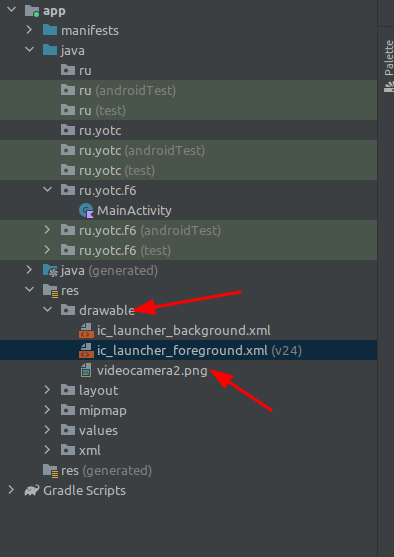 app
Palette
manifests
java
ru
ru (androidTest)
ru (test)
ru.yotc
ru.yotc (androidTest)
ru.yotc (test)
ru.yotc.f6
MainActivity
ru.yotc.f6 (androidTest)
ru.yotc.f6 (test)
java (generated)
res
drawable
ic_launcher_background.xml
ic_launcher_foreground.xml (v24)
videocamera2.png
layout
mipmap
values
xml
res (generated)
Gradle Scripts